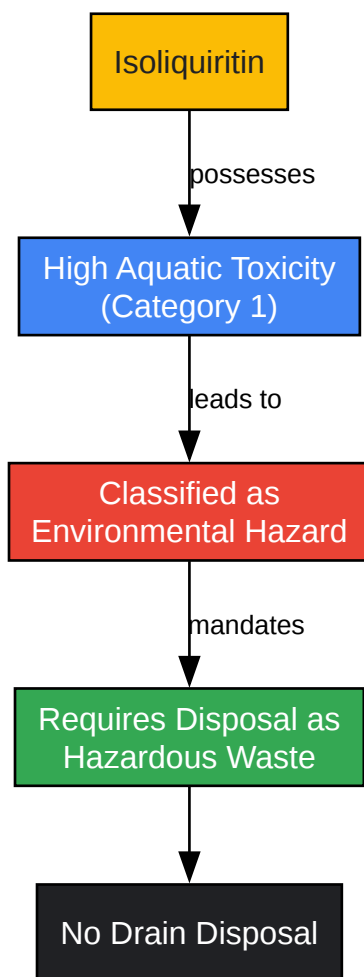 Isoliquiritin
possesses
High Aquatic Toxicity
(Category 1)
leads to
Classified as
Environmental Hazard
mandates
Requires Disposal as
Hazardous Waste
No Drain Disposal